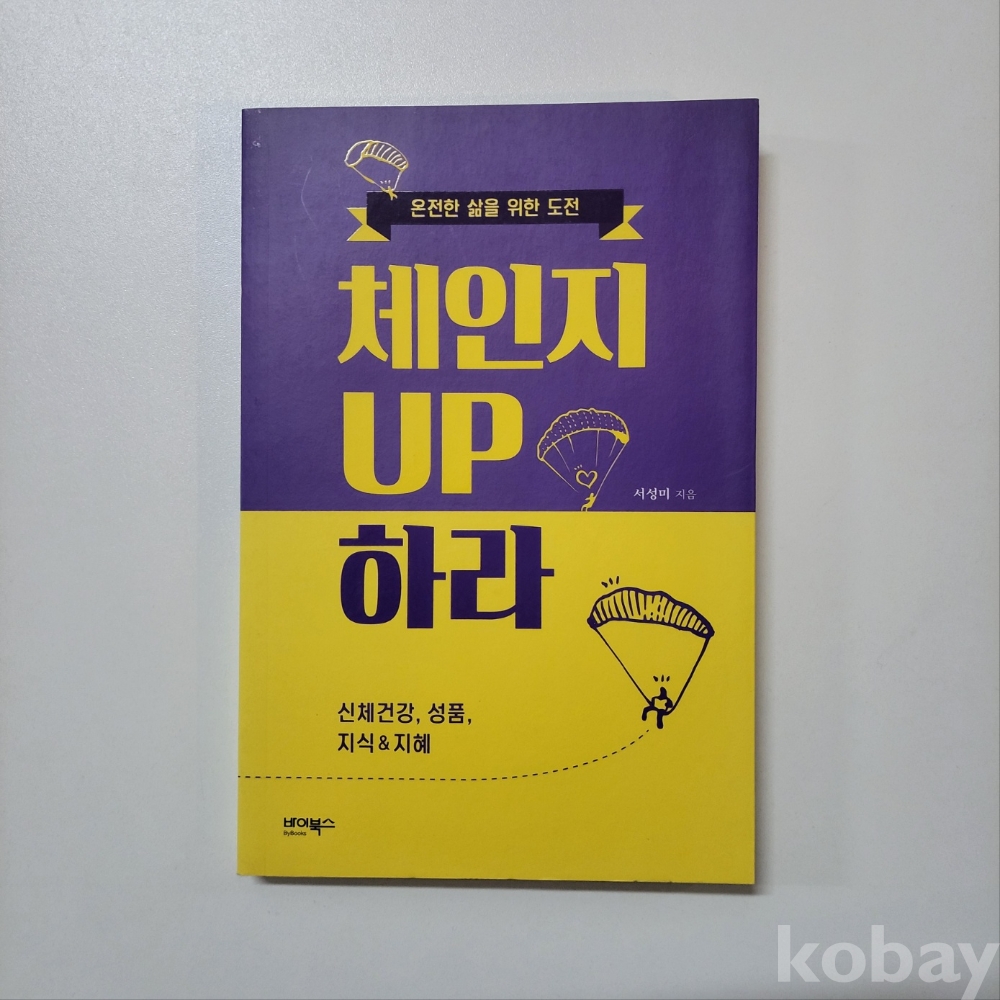 온전한 삶을 위한 도전
체인지
UP
서성미 지음
하라
신체건강, 성품,
지식&지혜
바이북스
ByBooks
kobay